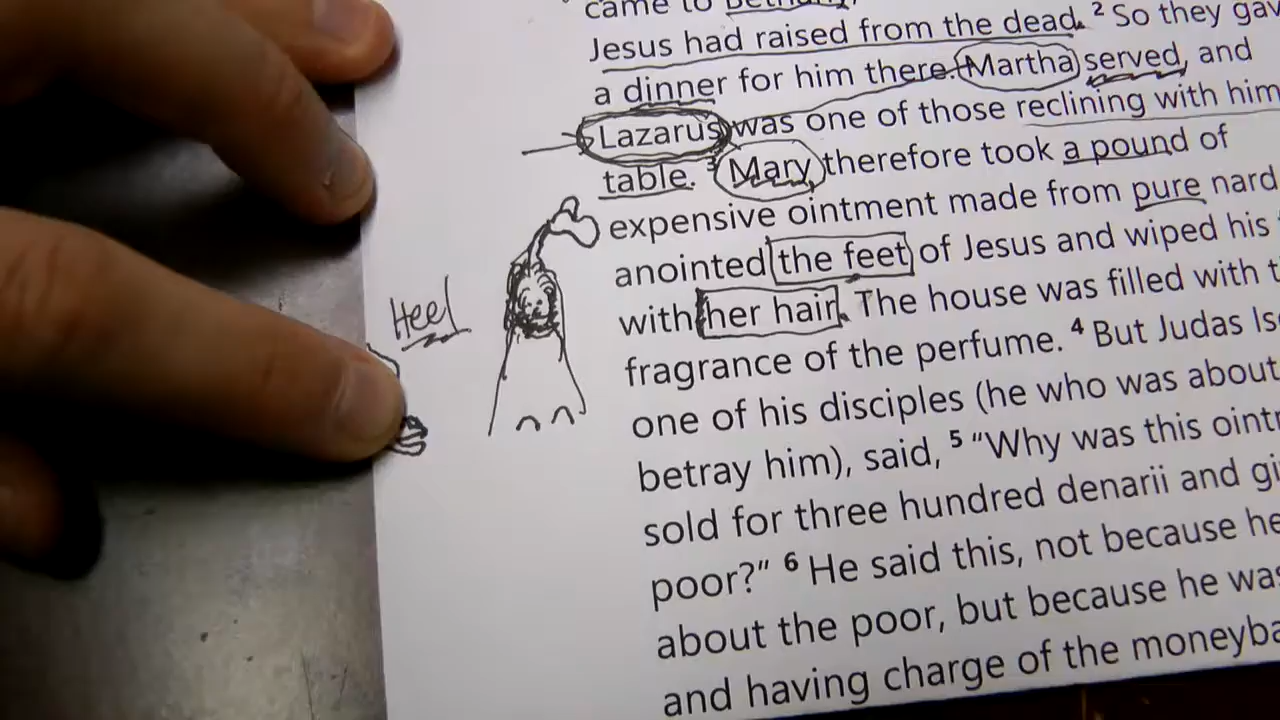 came to Bethany,
Jesus had raised from the dead. 2 So they gav
a dinner for him there. Martha served, and
Lazarus was one of those reclining with him
table. 3 Mary therefore took a pound of
expensive ointment made from pure nard
anointed the feet of Jesus and wiped his
with her hair. The house was filled with t
Heel
fragrance of the perfume. 4 But Judas Isc
one of his disciples (he who was about
betray him), said, 5 “Why was this oint
sold for three hundred denarii and gi
poor?” 6 He said this, not because he
about the poor, but because he was
and having charge of the moneyba